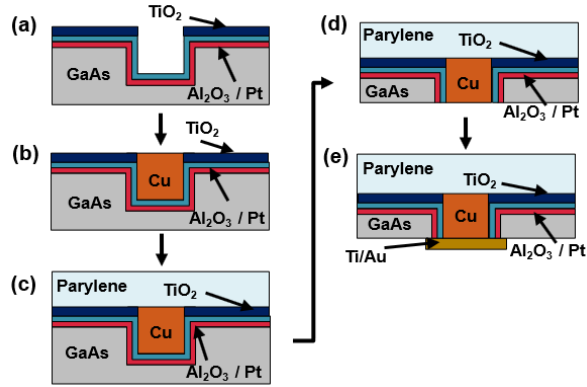 (a)
TiO₂
GaAs
Al₂O₃ / Pt
(b)
TiO₂
Cu
GaAs
Al₂O₃ / Pt
(c)
Parylene
TiO₂
Cu
GaAs
Al₂O₃ / Pt
(d)
Parylene
TiO₂
GaAs
Cu
Al₂O₃ / Pt
(e)
Parylene
TiO₂
GaAs
Cu
Ti/Au
Al₂O₃ / Pt